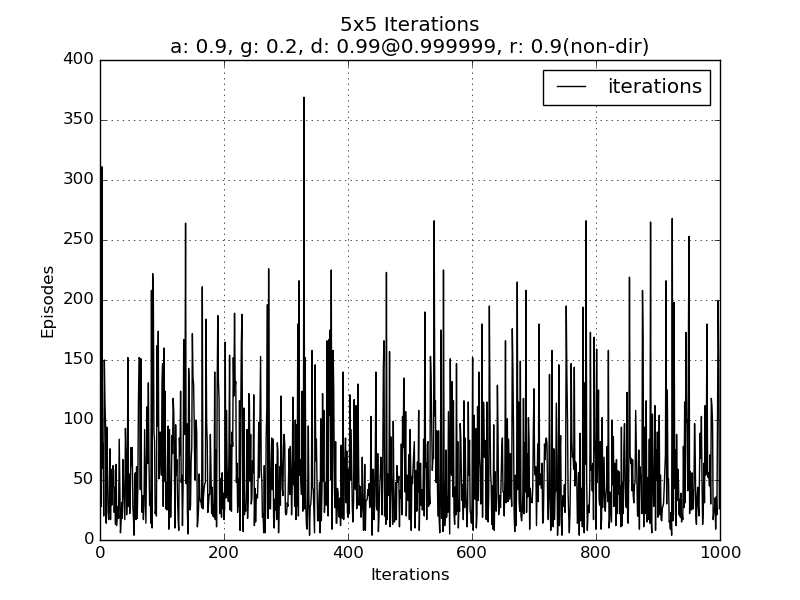 5x5 Iterations
a: 0.9, g: 0.2, d: 0.99@0.999999, r: 0.9(non-dir)
iterations
400
350
300
250
200
150
100
50
0
Episodes
0 200 400 600 800 1000
Iterations